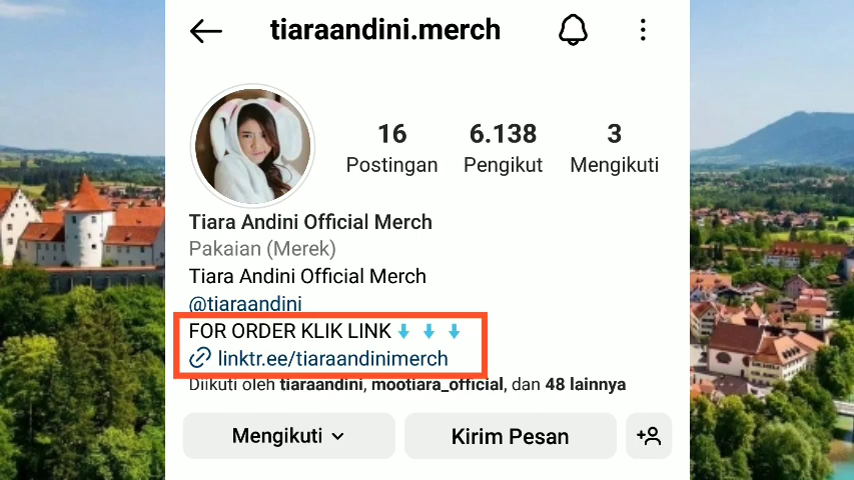 tiaraandini.merch
16 6.138 3
Postingan Pengikut Mengikuti
Tiara Andini Official Merch
Pakaian (Merek)
Tiara Andini Official Merch
@tiaraandini
FOR ORDER KLIK LINK
linktr.ee/tiaraandinimerch
Diikuti oleh tiaraandini, mootiara_official, dan 48 lainnya
Mengikuti Kirim Pesan